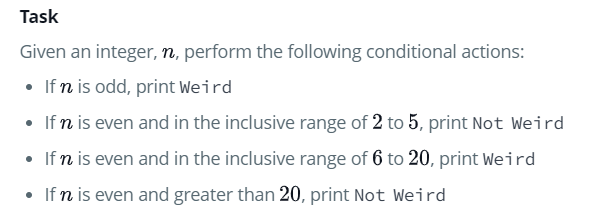 Task
Given an integer, n, perform the following conditional actions:
• If n is odd, print Weird
• If n is even and in the inclusive range of 2 to 5, print Not Weird
• If n is even and in the inclusive range of 6 to 20, print Weird
• If n is even and greater than 20, print Not Weird